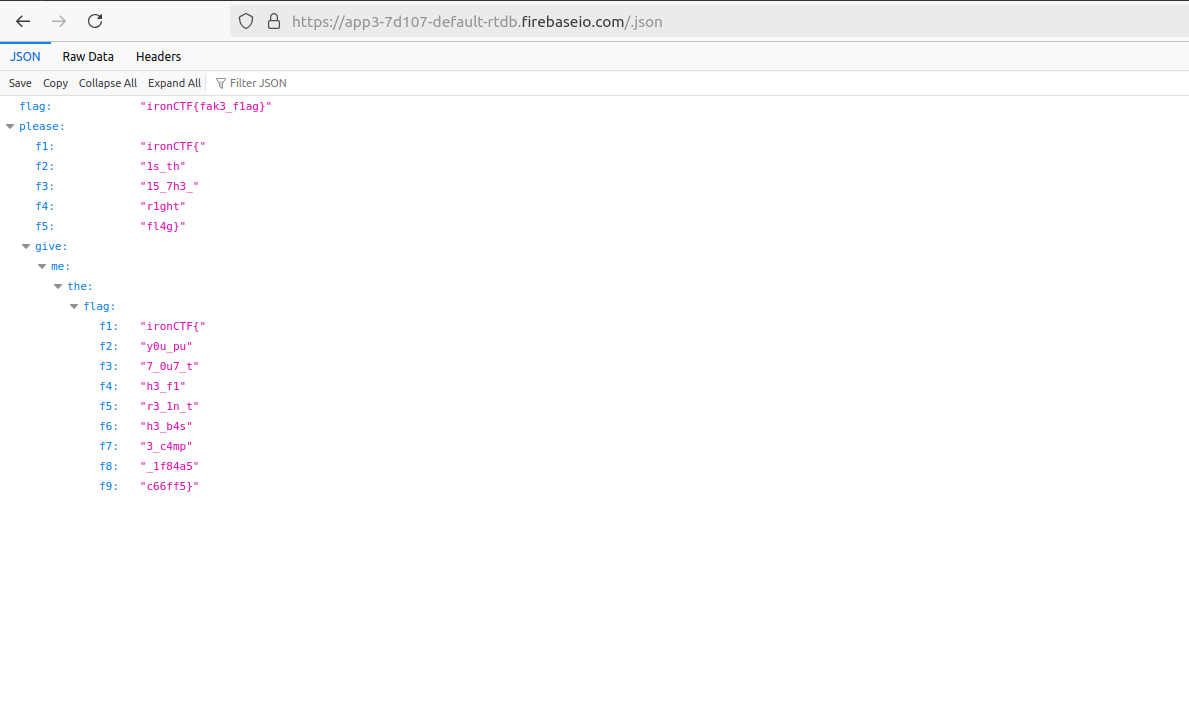 https://app3-7d107-default-rtdb.firebaseio.com/.json
JSON Raw Data Headers
Save Copy Collapse All Expand All Filter JSON
flag: "ironCTF{fak3_f1ag}"
please:
f1: "ironCTF{"
f2: "1s_th"
f3: "15_7h3_"
f4: "r1ght"
f5: "fl4g}"
give:
me:
the:
flag:
f1: "ironCTF{"
f2: "y0u_pu"
f3: "7_0u7_t"
f4: "h3_f1"
f5: "r3_1n_t"
f6: "h3_b4s"
f7: "3_c4mp"
f8: "_1f84a5"
f9: "c66ff5}"